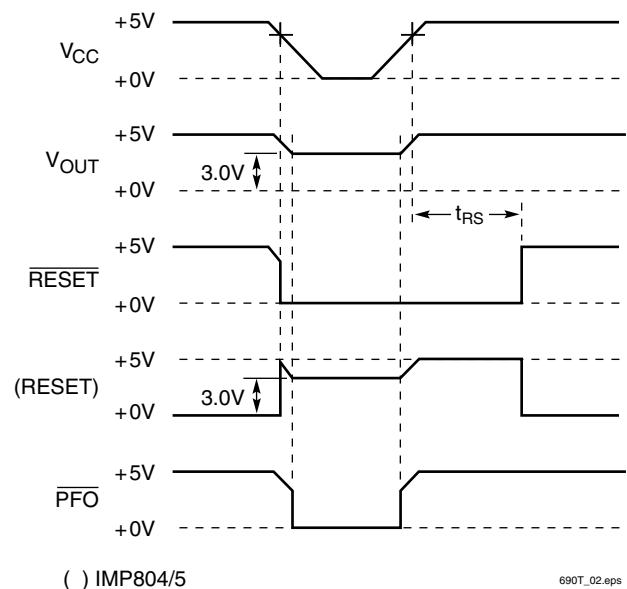 +5V
VCC
+0V
+5V
VOUT
3.0V
+0V
tRS
+5V
RESET
+0V
+5V
(RESET)
3.0V
+0V
+5V
PFO
+0V
( ) IMP804/5
690T_02.eps